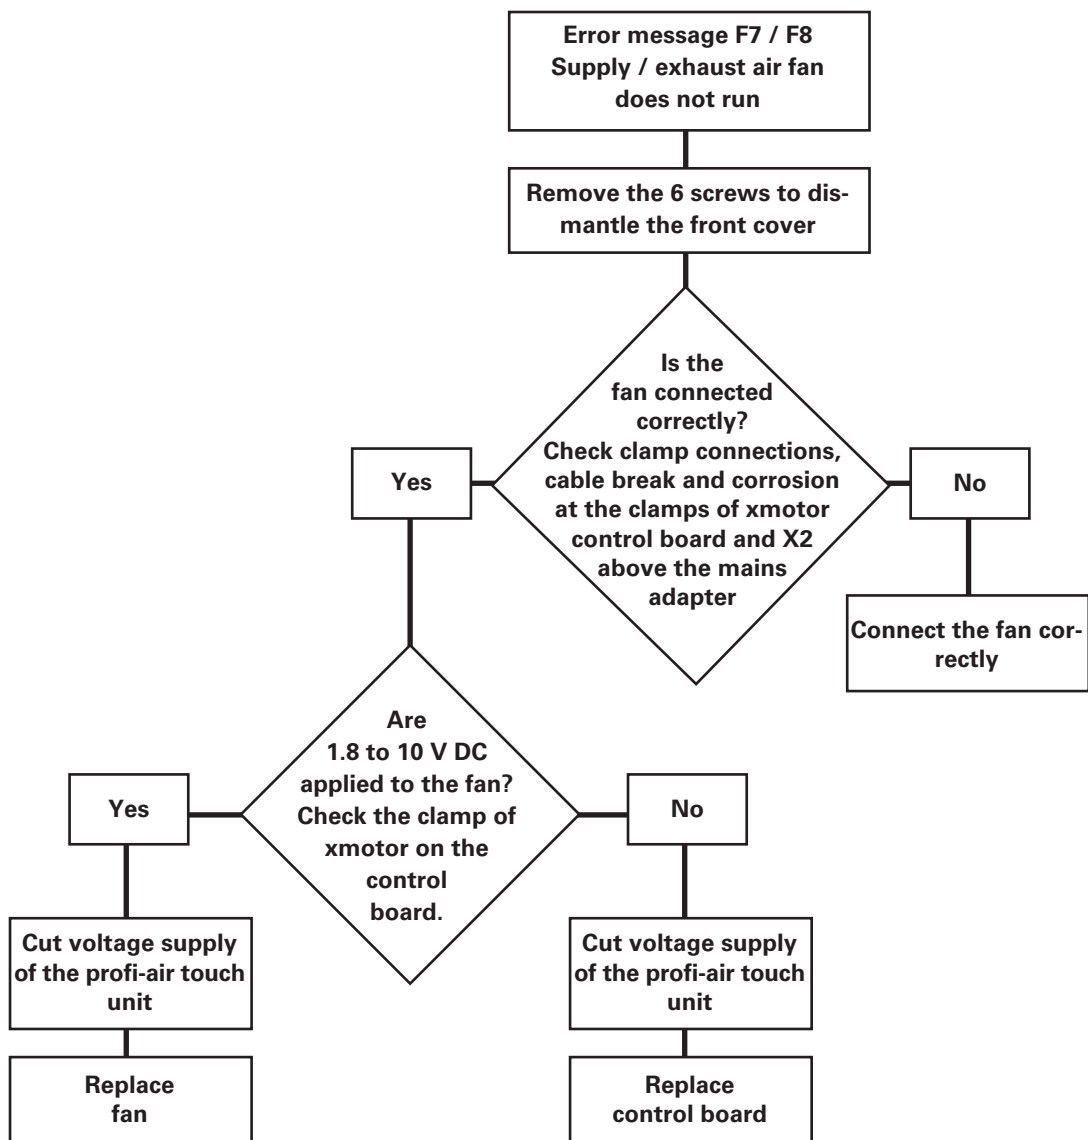 Error message F7 / F8
Supply / exhaust air fan
does not run
Remove the 6 screws to dis-
mantle the front cover
Is the
fan connected
correctly?
Check clamp connections,
cable break and corrosion
at the clamps of xmotor
control board and X2
above the mains
adapter
Yes
No
Connect the fan cor-
rectly
Are
1.8 to 10 V DC
applied to the fan?
Check the clamp of
xmotor on the
control
board.
Yes
No
Cut voltage supply
of the profi-air touch
unit
Replace
fan
Cut voltage supply
of the profi-air touch
unit
Replace
control board